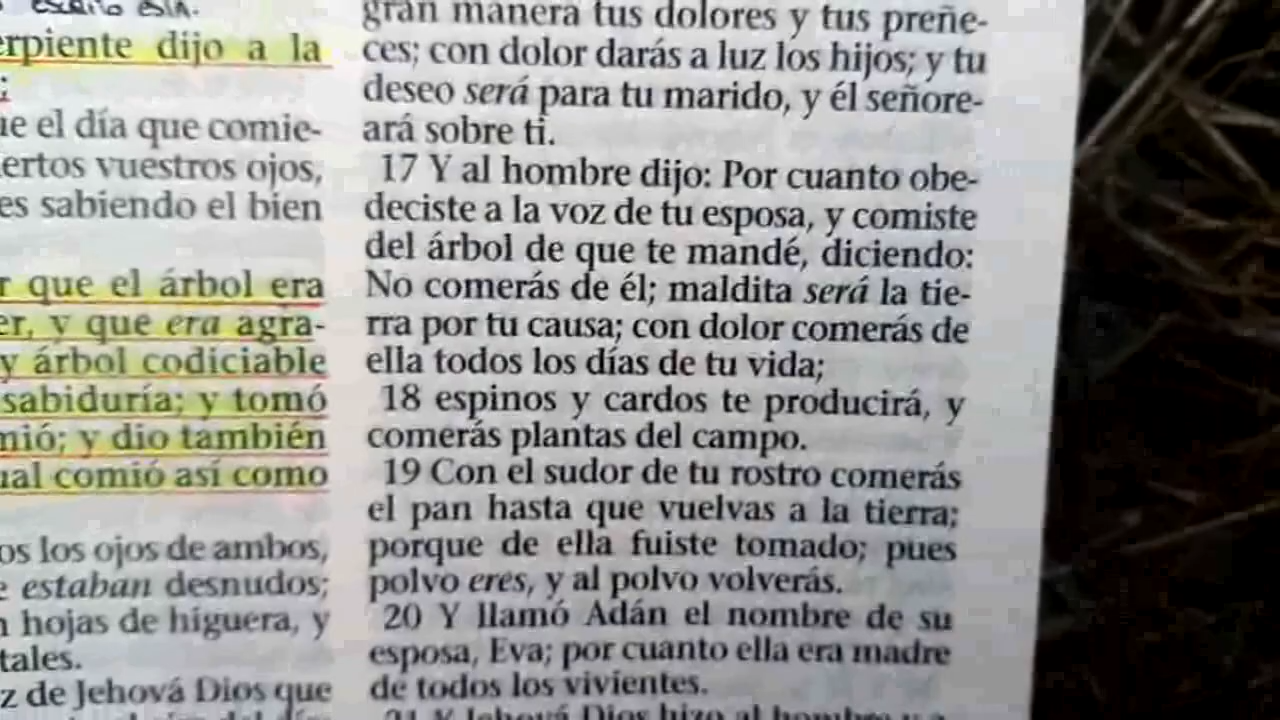 escrito está.
erpiente dijo a la
;
ue el día que comie-
ertos vuestros ojos,
es sabiendo el bien
r que el árbol era
er, y que era agra-
y árbol codiciable
sabiduría; y tomó
mió; y dio también
ual comió así como
os los ojos de ambos,
e estaban desnudos;
n hojas de higuera, y
tales.
z de Jehová Dios que
gran manera tus dolores y tus preñe-
ces; con dolor darás a luz los hijos; y tu
deseo será para tu marido, y él señore-
ará sobre ti.
17 Y al hombre dijo: Por cuanto obe-
deciste a la voz de tu esposa, y comiste
del árbol de que te mandé, diciendo:
No comerás de él; maldita será la tie-
rra por tu causa; con dolor comerás de
ella todos los días de tu vida;
18 espinos y cardos te producirá, y
comerás plantas del campo.
19 Con el sudor de tu rostro comerás
el pan hasta que vuelvas a la tierra;
porque de ella fuiste tomado; pues
polvo eres, y al polvo volverás.
20 Y llamó Adán el nombre de su
esposa, Eva; por cuanto ella era madre
de todos los vivientes.
21 Y Jehová Dios hizo al hombre y a